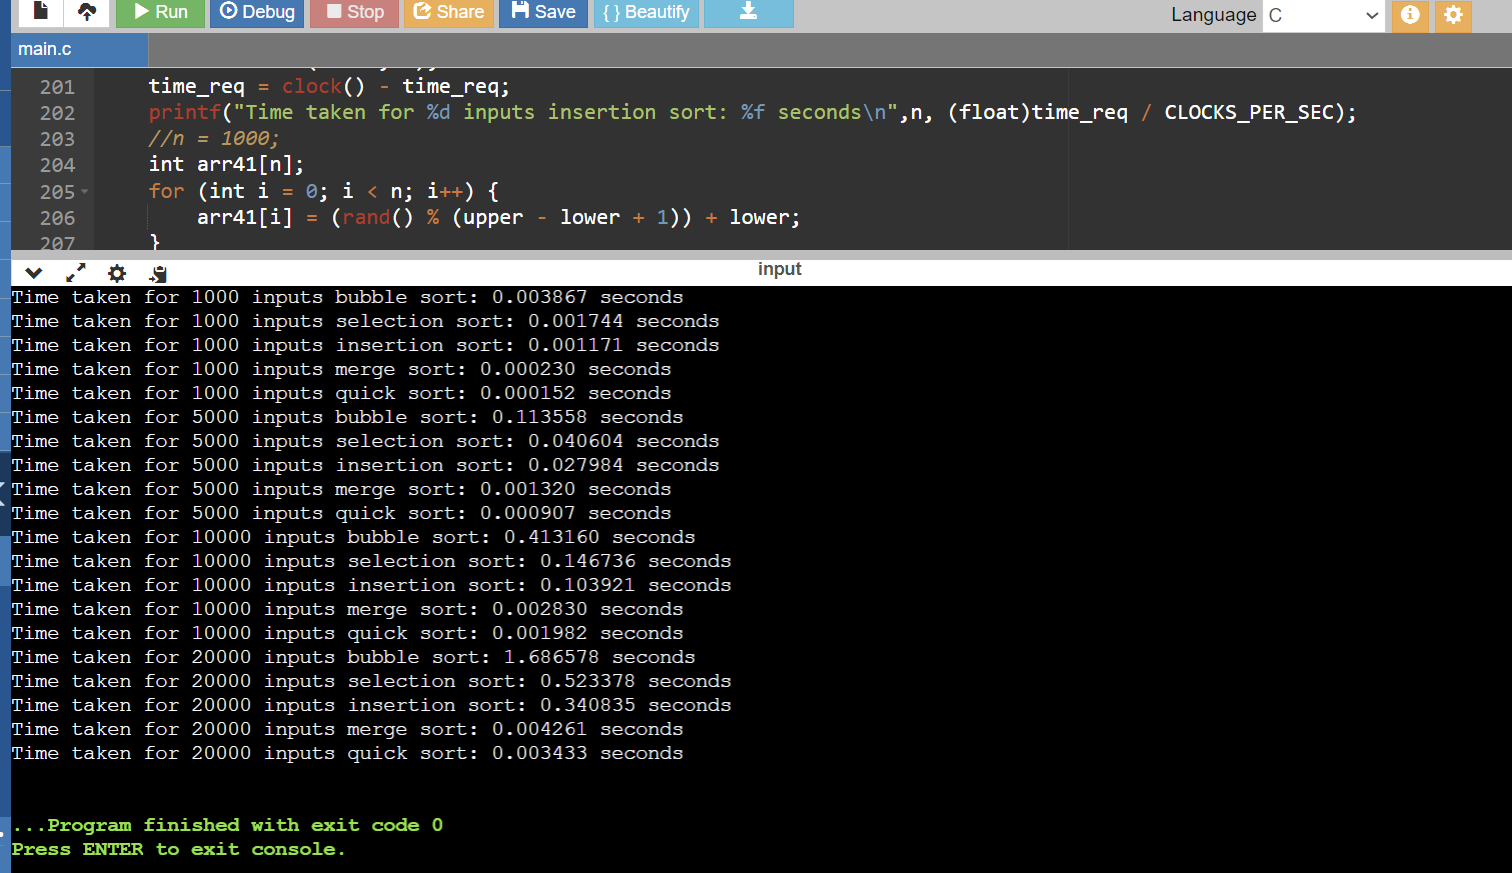 Run Debug Stop Share Save {} Beautify Language C
main.c
201 time_req = clock() - time_req;
202 printf("Time taken for %d inputs insertion sort: %f seconds\n",n, (float)time_req / CLOCKS_PER_SEC);
203 //n = 1000;
204 int arr41[n];
205 for (int i = 0; i < n; i++) {
206 arr41[i] = (rand() % (upper - lower + 1)) + lower;
207 }
input
Time taken for 1000 inputs bubble sort: 0.003867 seconds
Time taken for 1000 inputs selection sort: 0.001744 seconds
Time taken for 1000 inputs insertion sort: 0.001171 seconds
Time taken for 1000 inputs merge sort: 0.000230 seconds
Time taken for 1000 inputs quick sort: 0.000152 seconds
Time taken for 5000 inputs bubble sort: 0.113558 seconds
Time taken for 5000 inputs selection sort: 0.040604 seconds
Time taken for 5000 inputs insertion sort: 0.027984 seconds
Time taken for 5000 inputs merge sort: 0.001320 seconds
Time taken for 5000 inputs quick sort: 0.000907 seconds
Time taken for 10000 inputs bubble sort: 0.413160 seconds
Time taken for 10000 inputs selection sort: 0.146736 seconds
Time taken for 10000 inputs insertion sort: 0.103921 seconds
Time taken for 10000 inputs merge sort: 0.002830 seconds
Time taken for 10000 inputs quick sort: 0.001982 seconds
Time taken for 20000 inputs bubble sort: 1.686578 seconds
Time taken for 20000 inputs selection sort: 0.523378 seconds
Time taken for 20000 inputs insertion sort: 0.340835 seconds
Time taken for 20000 inputs merge sort: 0.004261 seconds
Time taken for 20000 inputs quick sort: 0.003433 seconds
...Program finished with exit code 0
Press ENTER to exit console.